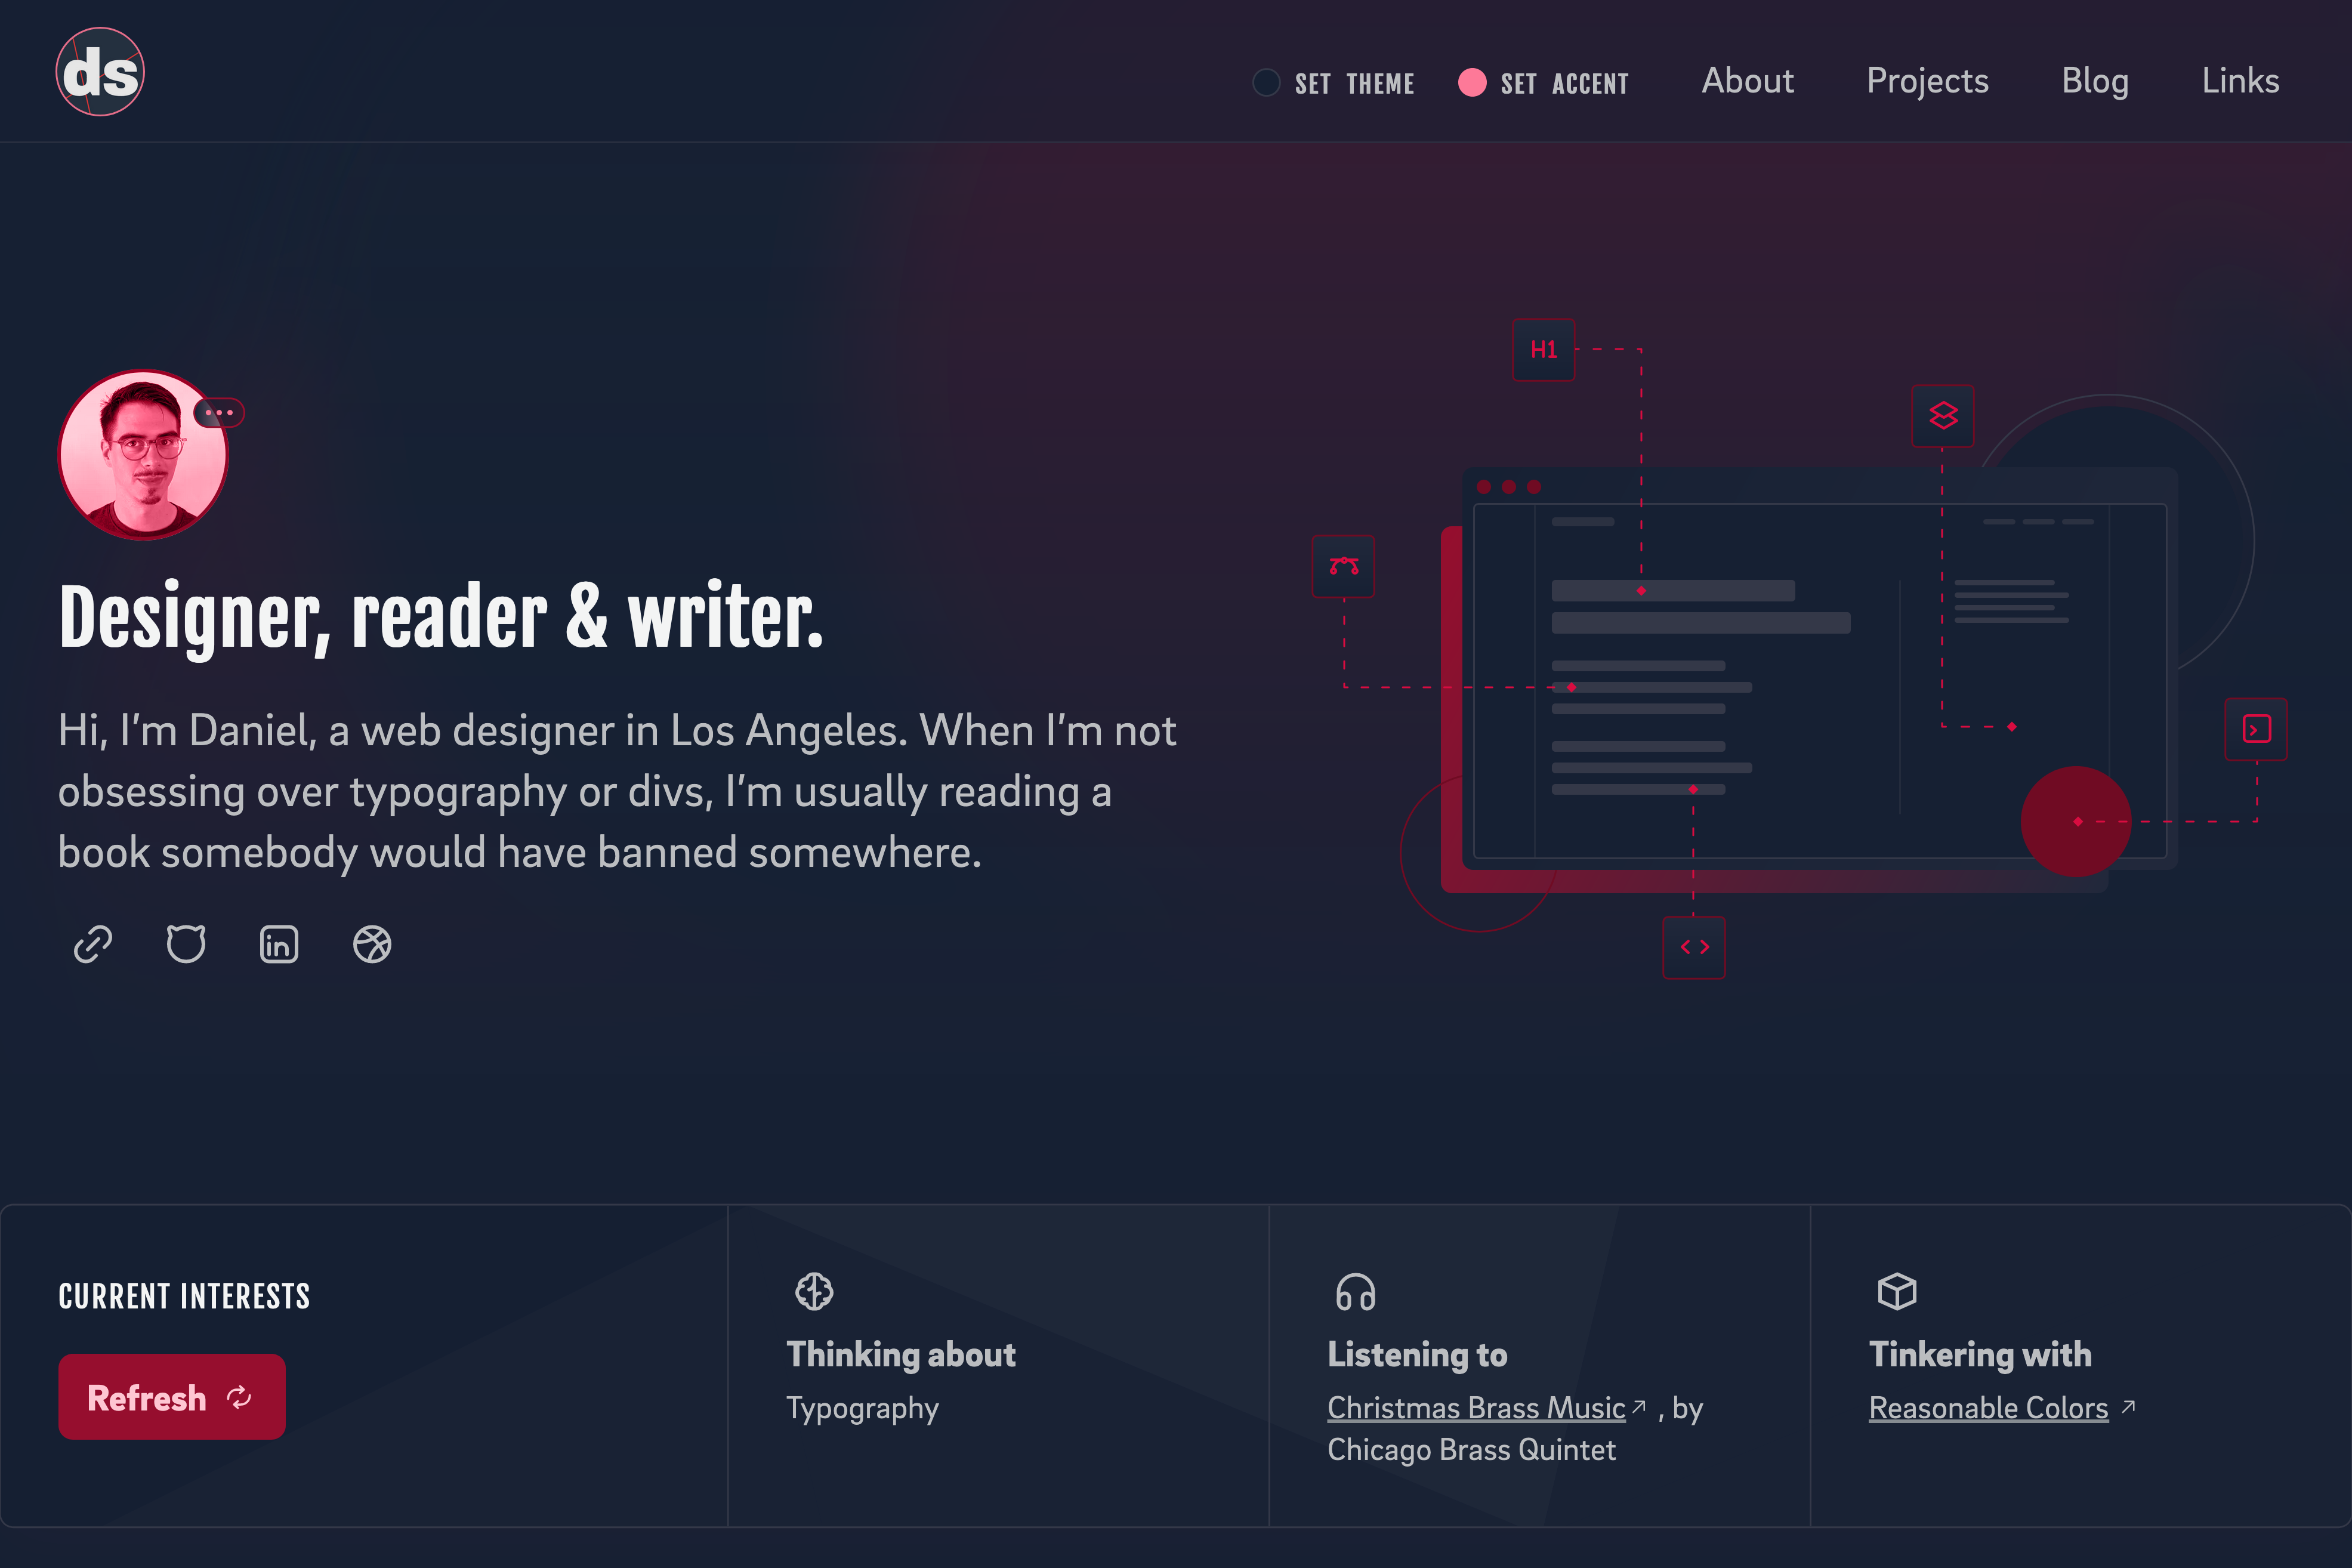 ds
SET THEME
SET ACCENT
About
Projects
Blog
Links
H1
Designer, reader & writer.
Hi, I’m Daniel, a web designer in Los Angeles. When I’m not
obsessing over typography or divs, I’m usually reading a
book somebody would have banned somewhere.
in
CURRENT INTERESTS
Refresh
Thinking about
Typography
Listening to
Christmas Brass Music↗ , by
Chicago Brass Quintet
Tinkering with
Reasonable Colors ↗